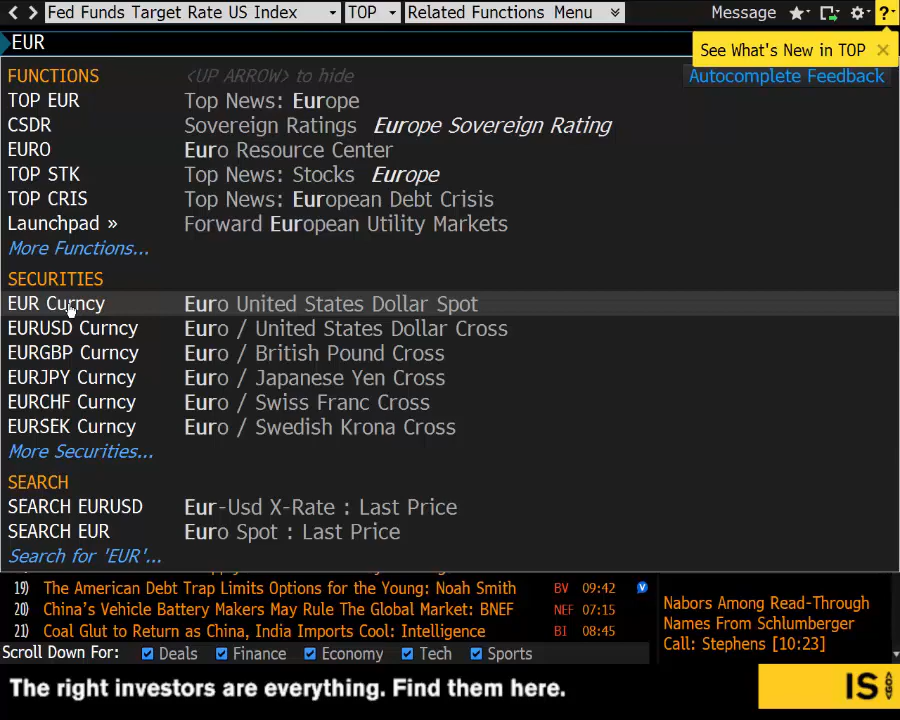 Fed Funds Target Rate US Index TOP Related Functions Menu Message ?
EUR
See What's New in TOP
FUNCTIONS <UP ARROW> to hide Autocomplete Feedback
TOP EUR Top News: Europe
CSDR Sovereign Ratings Europe Sovereign Rating
EURO Euro Resource Center
TOP STK Top News: Stocks Europe
TOP CRIS Top News: European Debt Crisis
Launchpad » Forward European Utility Markets
More Functions...
SECURITIES
EUR Curncy Euro United States Dollar Spot
EURUSD Curncy Euro / United States Dollar Cross
EURGBP Curncy Euro / British Pound Cross
EURJPY Curncy Euro / Japanese Yen Cross
EURCHF Curncy Euro / Swiss Franc Cross
EURSEK Curncy Euro / Swedish Krona Cross
More Securities...
SEARCH
SEARCH EURUSD Eur-Usd X-Rate : Last Price
SEARCH EUR Euro Spot : Last Price
Search for 'EUR'...
19) The American Debt Trap Limits Options for the Young: Noah Smith BV 09:42
20) China's Vehicle Battery Makers May Rule The Global Market: BNEF NEF 07:15
21) Coal Glut to Return as China, India Imports Cool: Intelligence BI 08:45
Nabors Among Read-Through
Names From Schlumberger
Call: Stephens [10:23]
Scroll Down For: Deals Finance Economy Tech Sports
The right investors are everything. Find them here.
IS GO